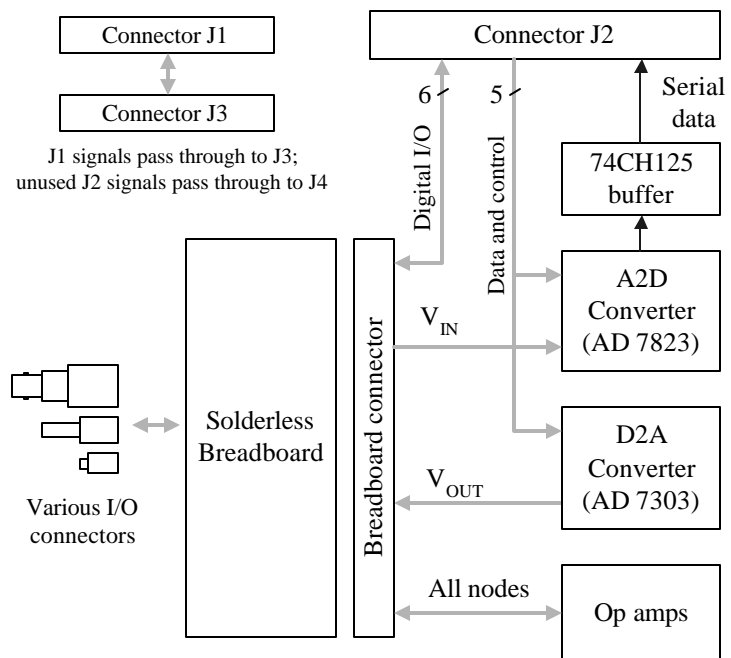 Connector J1
Connector J3
J1 signals pass through to J3;
unused J2 signals pass through to J4
Connector J2
6
5
Serial
data
Digital I/O
Data and control
74CH125
buffer
A2D
Converter
(AD 7823)
V_IN
Breadboard connector
Solderless
Breadboard
Various I/O
connectors
D2A
Converter
(AD 7303)
V_OUT
All nodes
Op amps